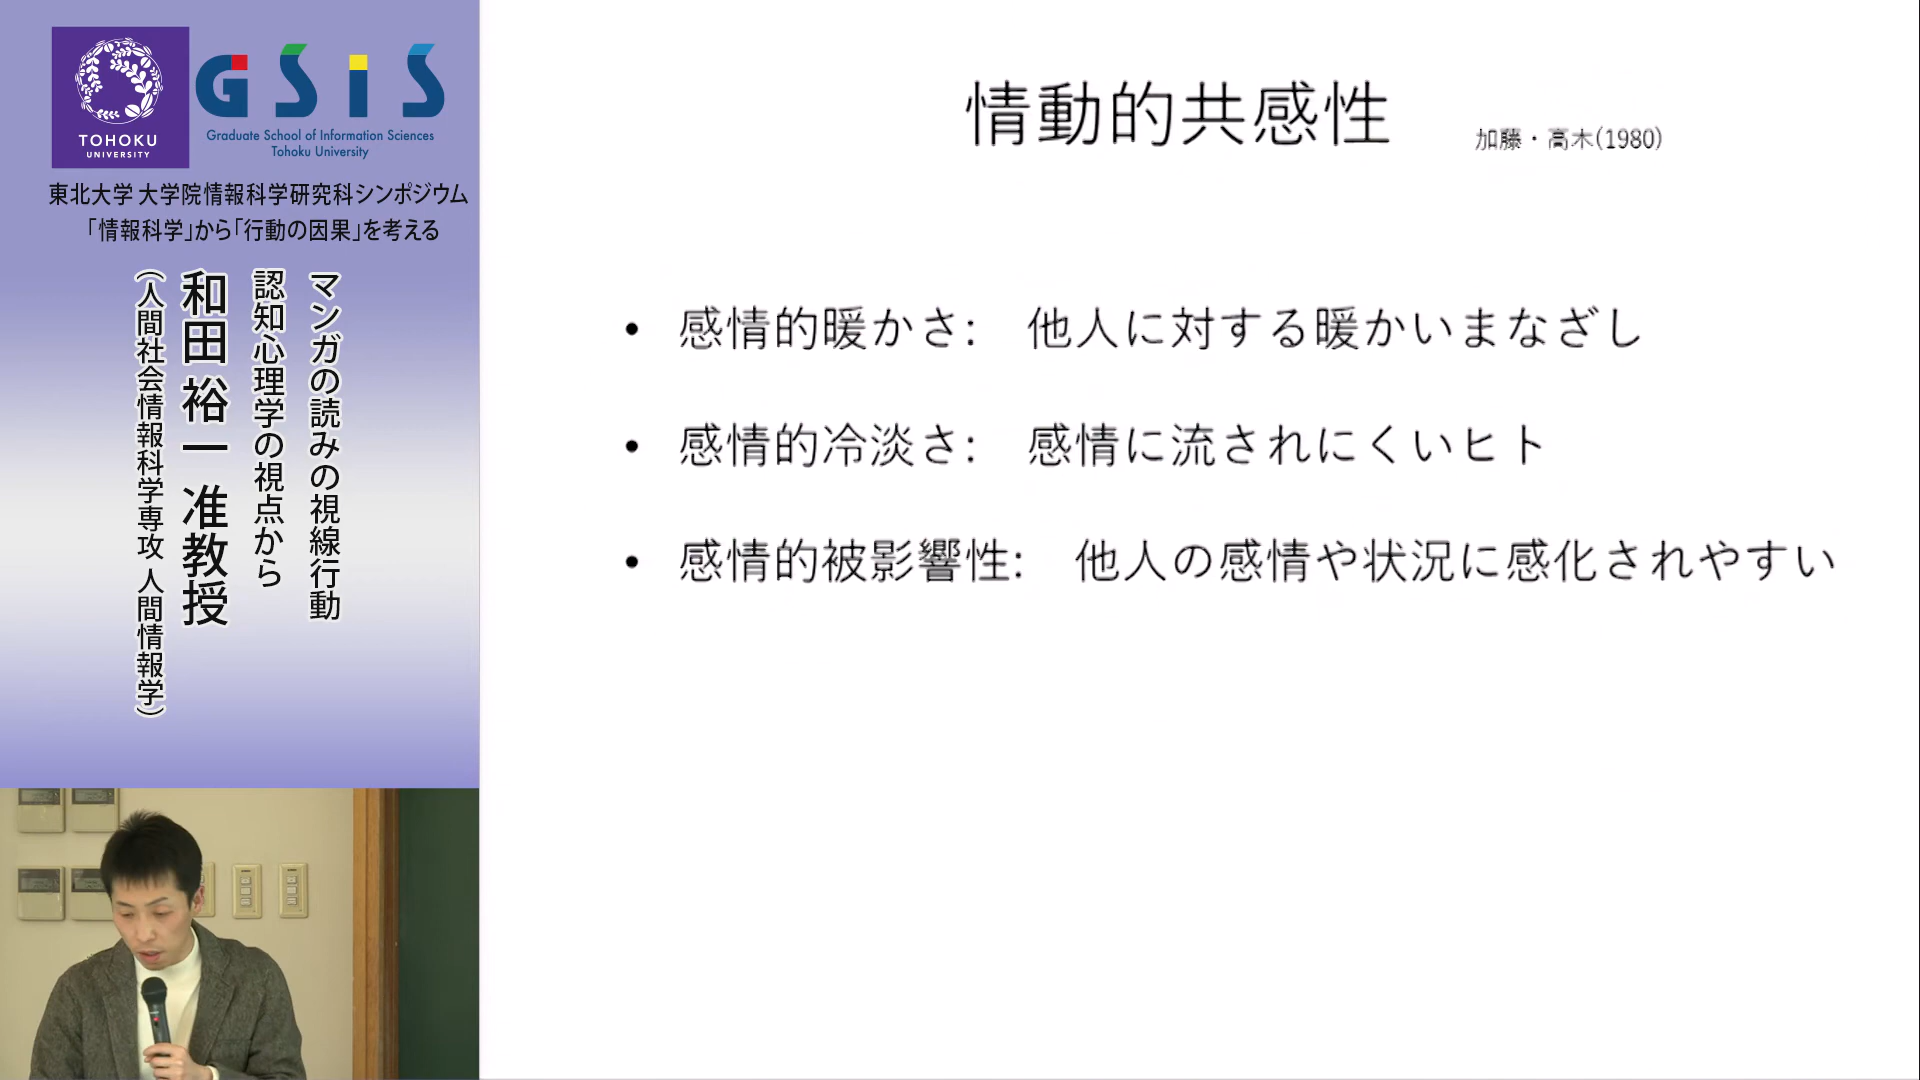 TOHOKU
UNIVERSITY
GSiS
Graduate School of Information Sciences
Tohoku University
東北大学 大学院情報科学研究科シンポジウム
「情報科学」から「行動の因果」を考える
マンガの読みの視線行動
認知心理学の視点から
和田 裕一 准教授
(人間社会情報科学専攻 人間情報学)
情動的共感性
加藤・高木(1980)
• 感情的暖かさ: 他人に対する暖かいまなざし
• 感情的冷淡さ: 感情に流されにくいヒト
• 感情的被影響性: 他人の感情や状況に感化されやすい